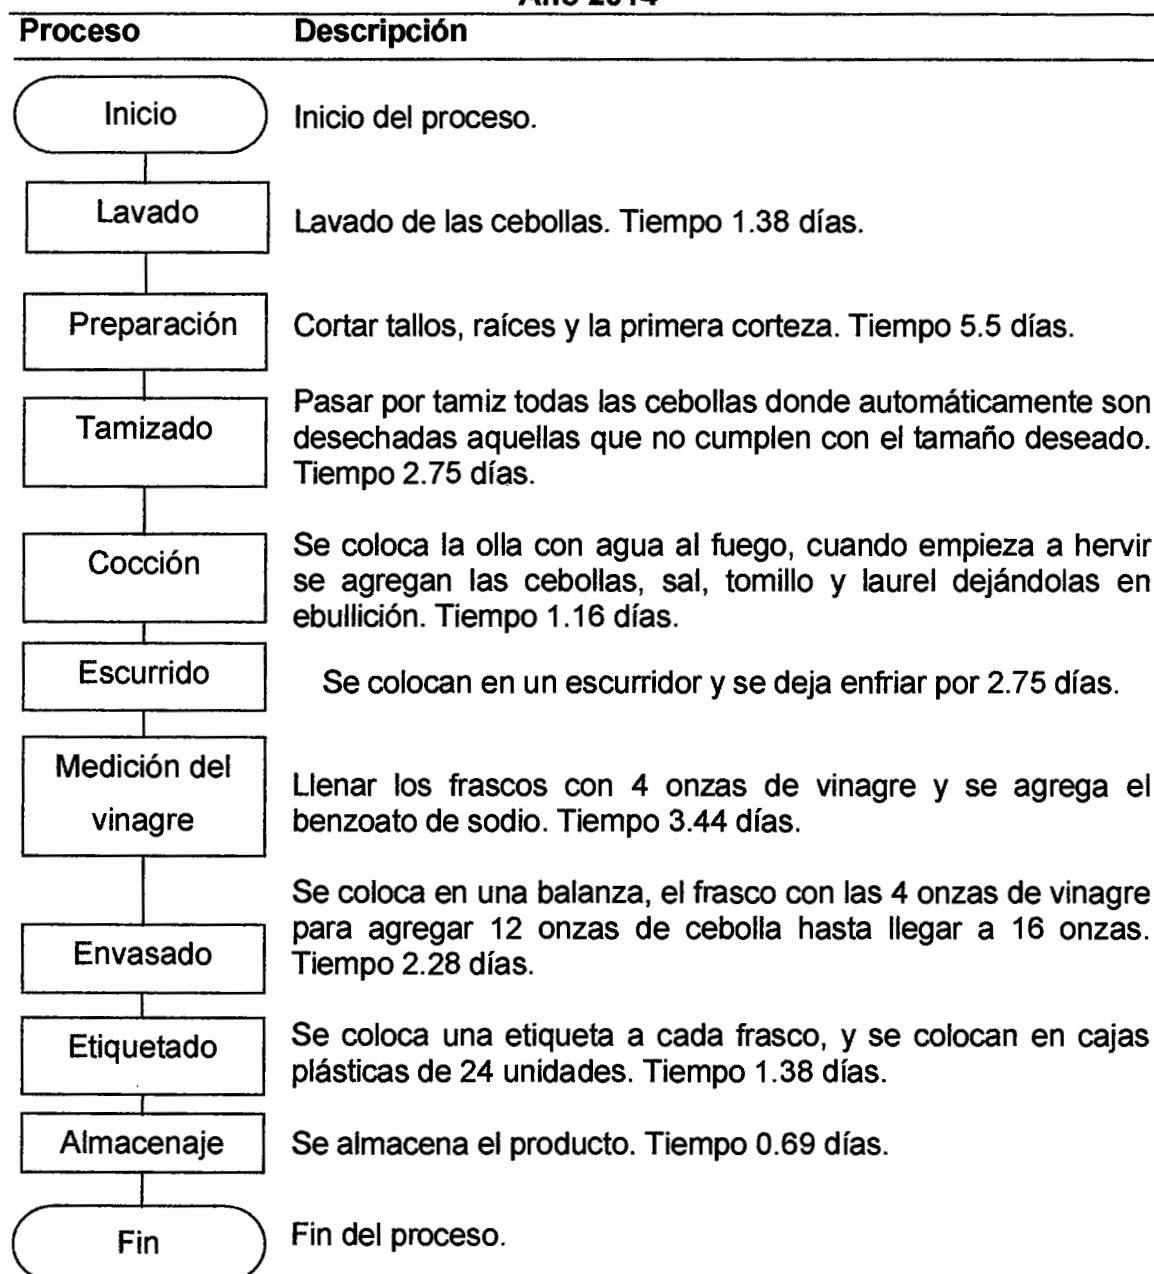 Año 2014
Proceso Descripción
Inicio Inicio del proceso.
Lavado Lavado de las cebollas. Tiempo 1.38 días.
Preparación Cortar tallos, raíces y la primera corteza. Tiempo 5.5 días.
Tamizado Pasar por tamiz todas las cebollas donde automáticamente son
desechadas aquellas que no cumplen con el tamaño deseado.
Tiempo 2.75 días.
Cocción Se coloca la olla con agua al fuego, cuando empieza a hervir
se agregan las cebollas, sal, tomillo y laurel dejándolas en
ebullición. Tiempo 1.16 días.
Escurrido Se colocan en un escurridor y se deja enfriar por 2.75 días.
Medición del
vinagre
Llenar los frascos con 4 onzas de vinagre y se agrega el
benzoato de sodio. Tiempo 3.44 días.
Envasado Se coloca en una balanza, el frasco con las 4 onzas de vinagre
para agregar 12 onzas de cebolla hasta llegar a 16 onzas.
Tiempo 2.28 días.
Etiquetado Se coloca una etiqueta a cada frasco, y se colocan en cajas
plásticas de 24 unidades. Tiempo 1.38 días.
Almacenaje Se almacena el producto. Tiempo 0.69 días.
Fin Fin del proceso.